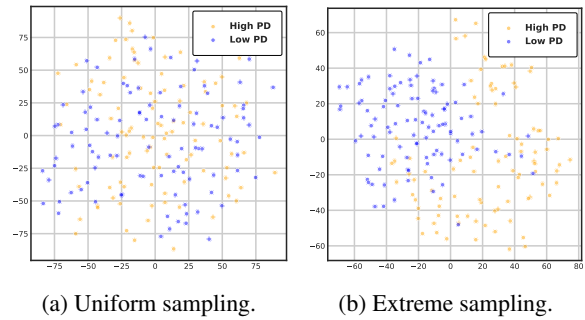 High PD
Low PD
75
50
25
0
−25
−50
−75
−75 −50 −25 0 25 50 75
(a) Uniform sampling.
High PD
Low PD
60
40
20
0
−20
−40
−60
−60 −40 −20 0 20 40 60 80
(b) Extreme sampling.